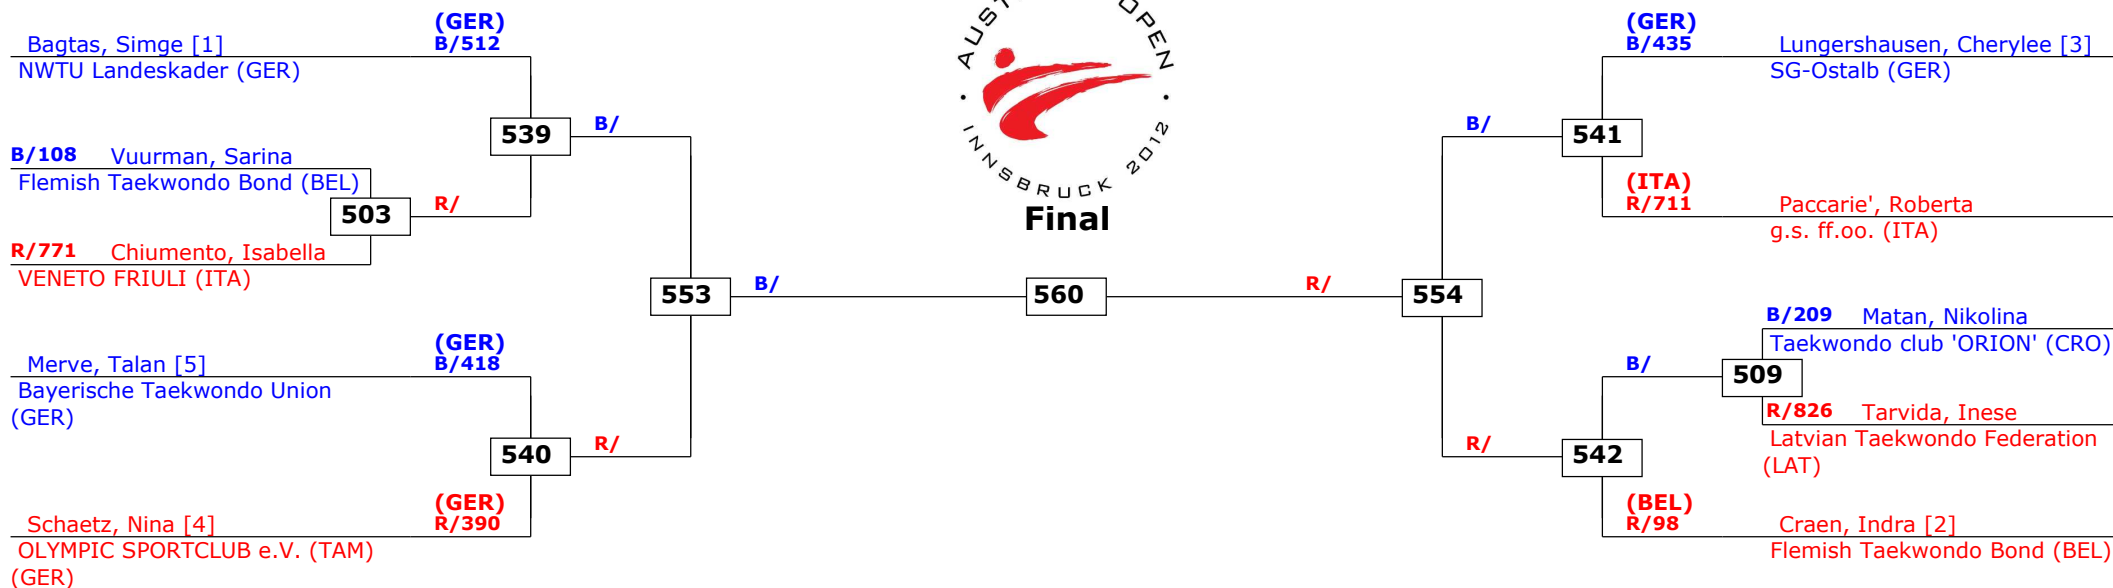 (GER)
Bagtas, Simge [1] B/512
NWTU Landeskader (GER)
539
B/
B/108 Vuurman, Sarina
Flemish Taekwondo Bond (BEL)
503
R/
R/771 Chiumento, Isabella
VENETO FRIULI (ITA)
553
B/
(GER)
Merve, Talan [5] B/418
Bayerische Taekwondo Union
(GER)
540
R/
(GER)
Schaetz, Nina [4] R/390
OLYMPIC SPORTCLUB e.V. (TAM)
(GER)
OPEN
INNSBRUCK 2012
Final
560
(GER)
B/435 Lungershausen, Cherylee [3]
SG-Ostalb (GER)
B/
541
(ITA)
R/711 Paccarie', Roberta
g.s. ff.oo. (ITA)
R/
554
B/209 Matan, Nikolina
Taekwondo club 'ORION' (CRO)
B/
509
R/826 Tarvida, Inese
Latvian Taekwondo Federation
(LAT)
R/
542
(BEL)
R/98 Craen, Indra [2]
Flemish Taekwondo Bond (BEL)